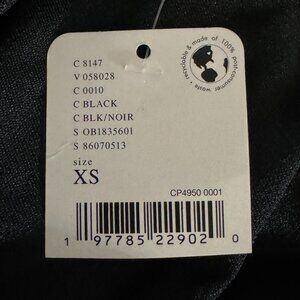 C 8147
V 058028
C 0010
C BLACK
C BLK/NOIR
S OB1835601
S 86070513
size
XS
recyclable & made of 100% post-consumer waste •
CP4950 0001
1 97785 22902 0